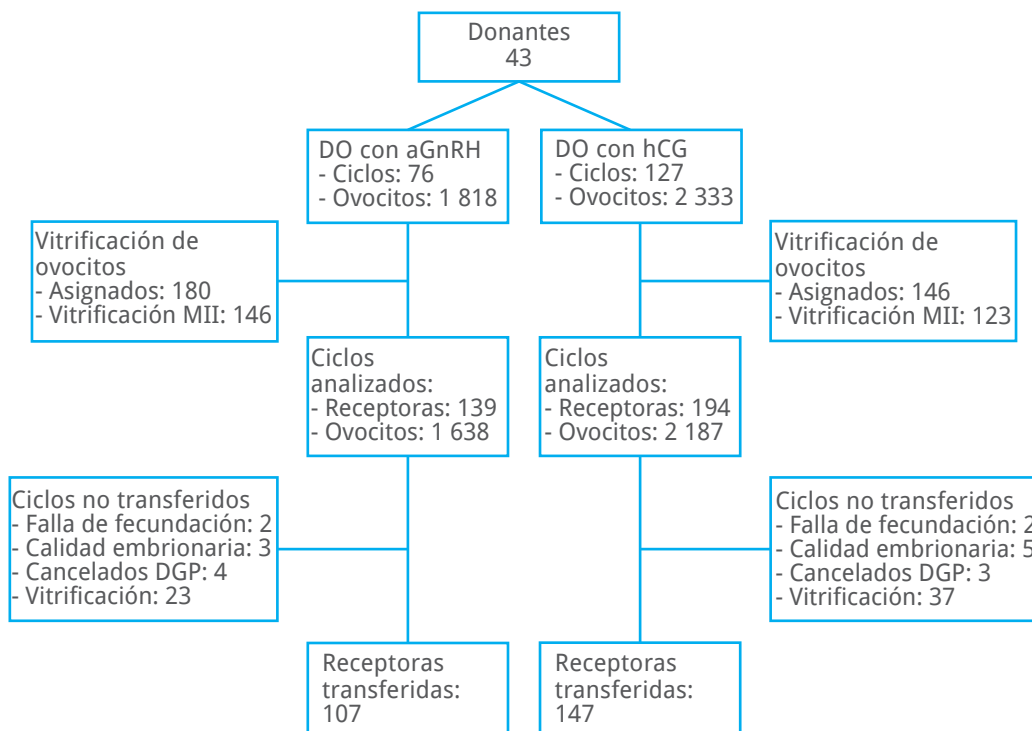 Donantes
43
DO con aGnRH
- Ciclos: 76
- Ovocitos: 1 818
DO con hCG
- Ciclos: 127
- Ovocitos: 2 333
Vitrificación de
ovocitos
- Asignados: 180
- Vitrificación MII: 146
Vitrificación de
ovocitos
- Asignados: 146
- Vitrificación MII: 123
Ciclos
analizados:
- Receptoras: 139
- Ovocitos: 1 638
Ciclos
analizados:
- Receptoras: 194
- Ovocitos: 2 187
Ciclos no transferidos
- Falla de fecundación: 2
- Calidad embrionaria: 3
- Cancelados DGP: 4
- Vitrificación: 23
Ciclos no transferidos
- Falla de fecundación: 2
- Calidad embrionaria: 5
- Cancelados DGP: 3
- Vitrificación: 37
Receptoras
transferidas:
107
Receptoras
transferidas:
147